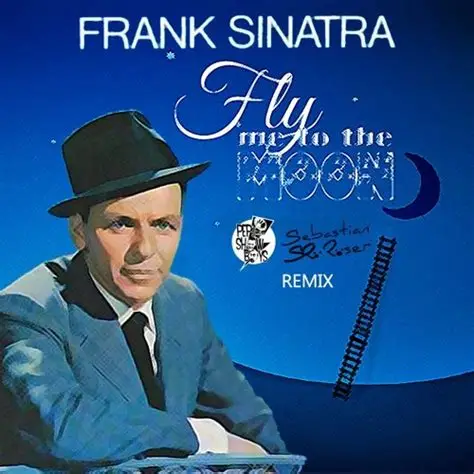 FRANK SINATRA
Fly
me to the
MOON
Sebastian
REMIX